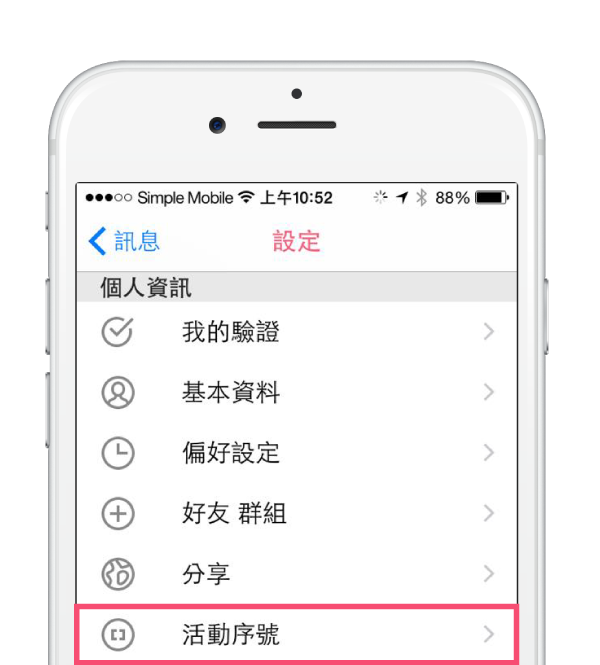 ●●●○○ Simple Mobile 上午10:52 88%
訊息 設定
個人資訊
我的驗證
基本資料
偏好設定
好友 群組
分享
活動序號